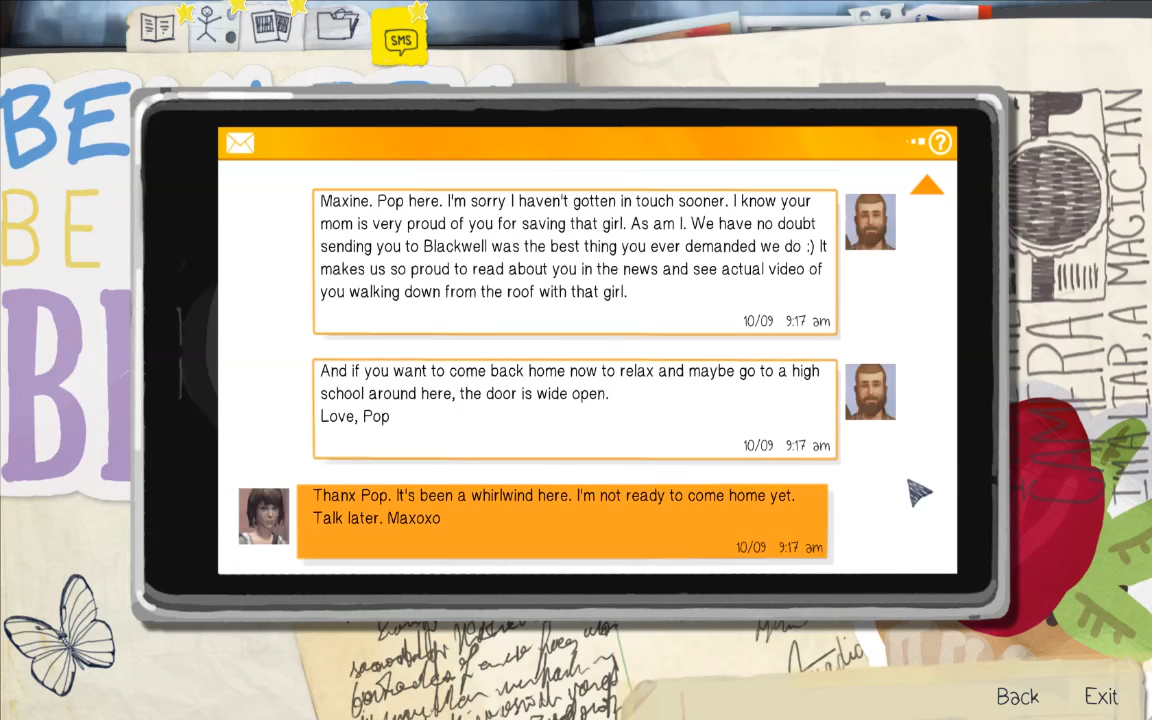 SMS
BE
BE
Maxine. Pop here. I'm sorry I haven't gotten in touch sooner. I know your
mom is very proud of you for saving that girl. As am I. We have no doubt
sending you to Blackwell was the best thing you ever demanded we do :) It
makes us so proud to read about you in the news and see actual video of
you walking down from the roof with that girl.
10/09 9:17 am
And if you want to come back home now to relax and maybe go to a high
school around here, the door is wide open.
Love, Pop
10/09 9:17 am
Thanx Pop. It's been a whirlwind here. I'm not ready to come home yet.
Talk later. Maxoxo
10/09 9:17 am
CAMERA
A MAGICIAN
Back
Exit